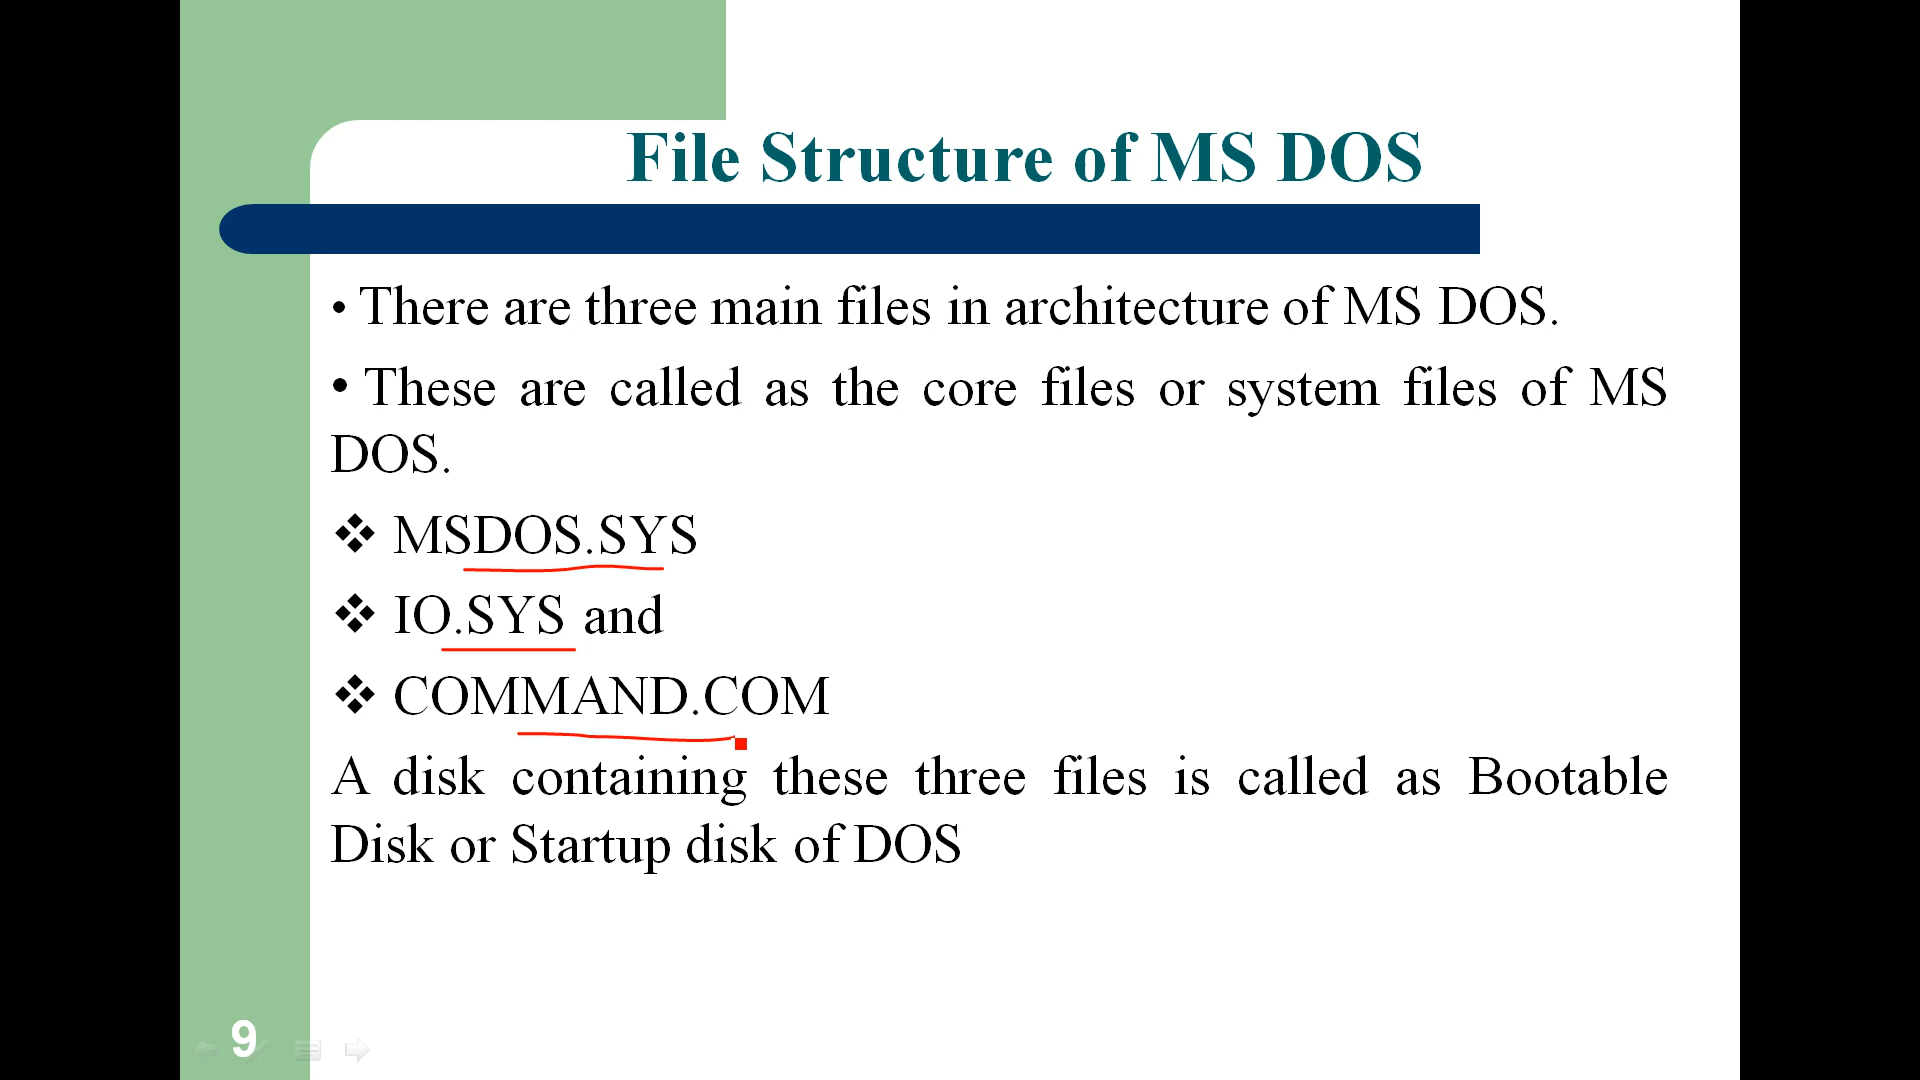 File Structure of MS DOS
• There are three main files in architecture of MS DOS.
• These are called as the core files or system files of MS
DOS.
❖ MSDOS.SYS
❖ IO.SYS and
❖ COMMAND.COM
A disk containing these three files is called as Bootable
Disk or Startup disk of DOS
9